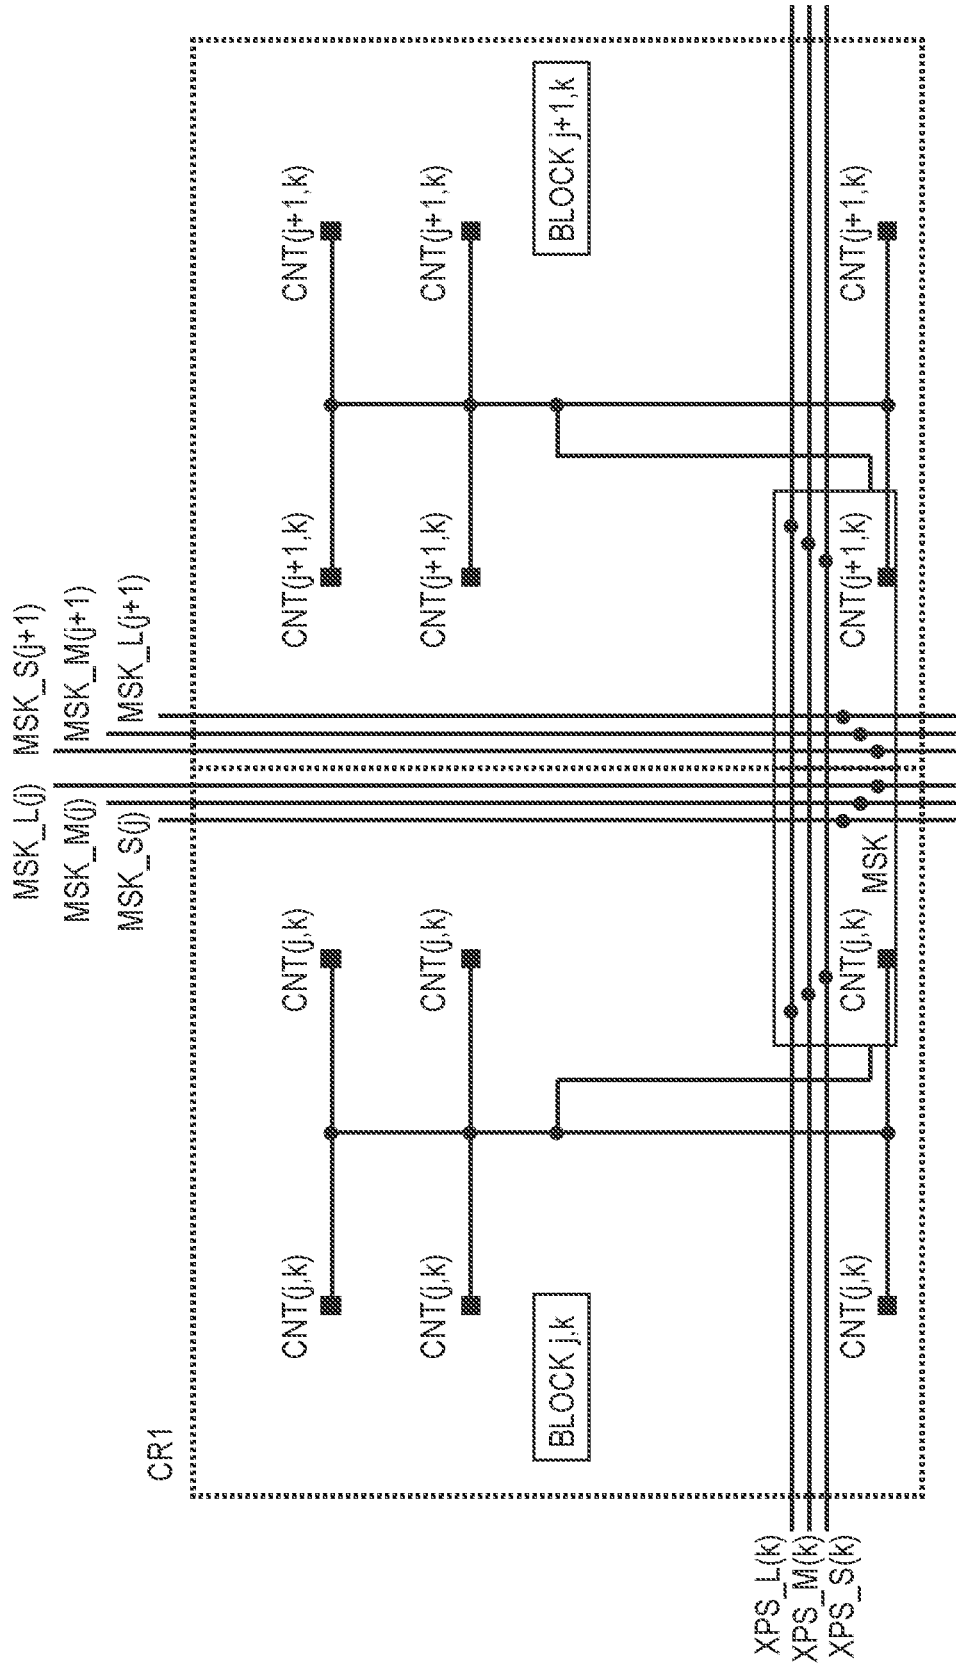 MSK_L(j)
MSK_S(j+1)
MSK_M(j)
MSK_M(j+1)
MSK_S(j)
MSK_L(j+1)
CR1
CNT(j,k)
CNT(j,k)
CNT(j+1,k)
CNT(j+1,k)
CNT(j,k)
CNT(j,k)
CNT(j+1,k)
CNT(j+1,k)
BLOCK j,k
BLOCK j+1,k
XPS_L(k)
XPS_M(k)
XPS_S(k)
CNT(j,k)
CNT(j,k)
CNT(j+1,k)
CNT(j+1,k)
MSK